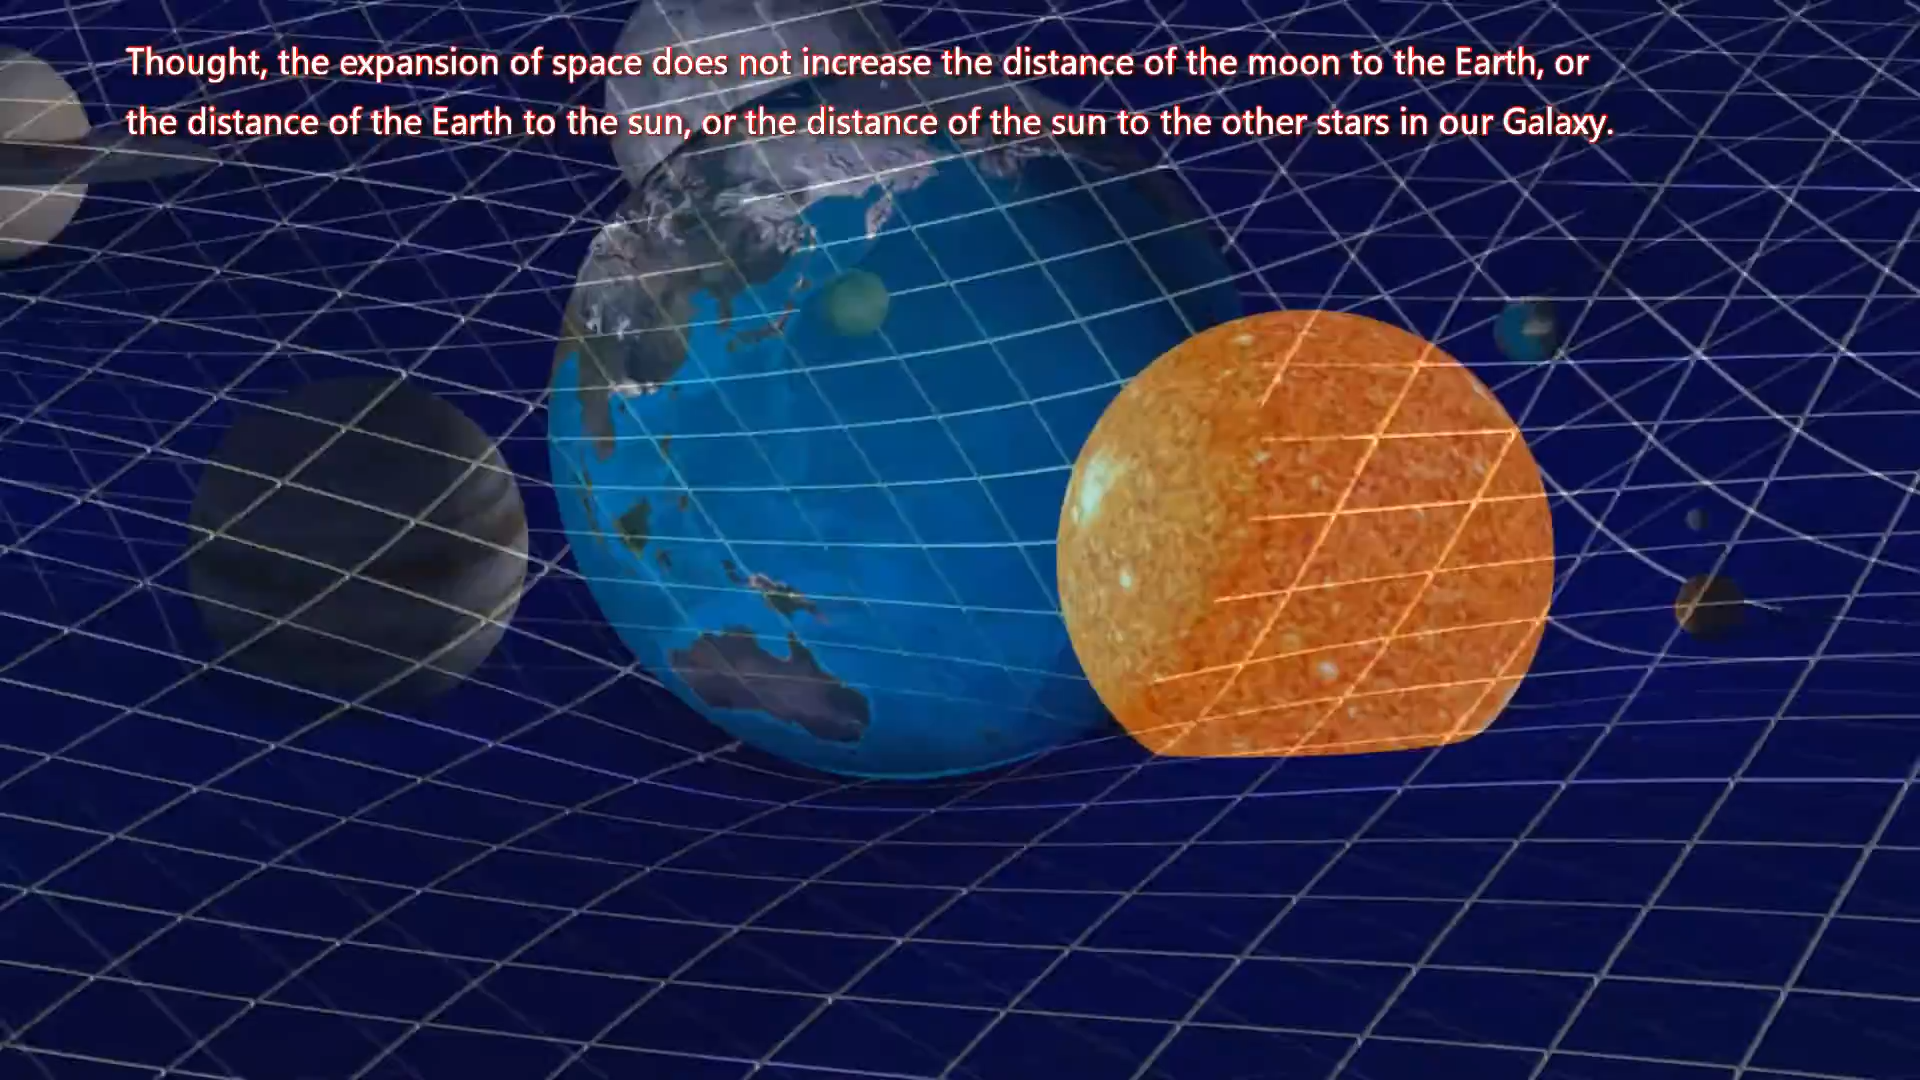 Thought, the expansion of space does not increase the distance of the moon to the Earth, or
the distance of the Earth to the sun, or the distance of the sun to the other stars in our Galaxy.